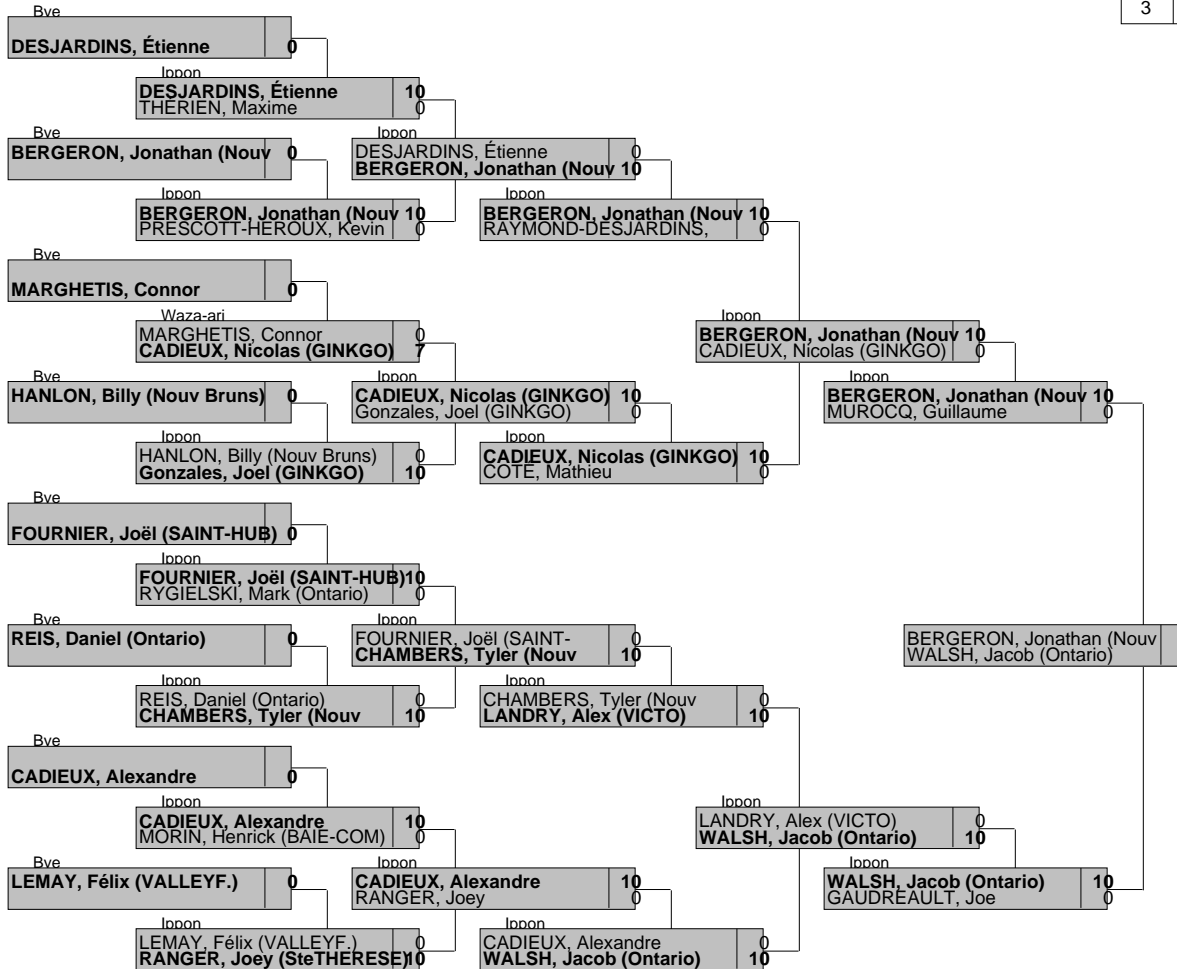 Bye
3
DESJARDINS, Étienne 0
Ippon
DESJARDINS, Étienne 10
THÉRIEN, Maxime 0
Bye
BERGERON, Jonathan (Nouv 0
Ippon
DESJARDINS, Étienne 0
BERGERON, Jonathan (Nouv 10
Ippon
BERGERON, Jonathan (Nouv 10
PRESCOTT-HEROUX, Kevin 0
Ippon
BERGERON, Jonathan (Nouv 10
RAYMOND-DESJARDINS, 0
Bye
MARGHETIS, Connor 0
Waza-ari
MARGHETIS, Connor 0
CADIEUX, Nicolas (GINKGO) 7
Ippon
BERGERON, Jonathan (Nouv 10
CADIEUX, Nicolas (GINKGO) 0
Bye
HANLON, Billy (Nouv Bruns) 0
Ippon
CADIEUX, Nicolas (GINKGO) 10
Gonzales, Joel (GINKGO) 0
Ippon
BERGERON, Jonathan (Nouv 10
MUROCQ, Guillaume 0
Ippon
HANLON, Billy (Nouv Bruns) 0
Gonzales, Joel (GINKGO) 10
Ippon
CADIEUX, Nicolas (GINKGO) 10
COTÉ, Mathieu 0
Bye
FOURNIER, Joël (SAINT-HUB) 0
Ippon
FOURNIER, Joël (SAINT-HUB) 10
RYGIELSKI, Mark (Ontario) 0
Bye
REIS, Daniel (Ontario) 0
Ippon
FOURNIER, Joël (SAINT- 0
CHAMBERS, Tyler (Nouv 10
BERGERON, Jonathan (Nouv
WALSH, Jacob (Ontario)
Ippon
REIS, Daniel (Ontario) 0
CHAMBERS, Tyler (Nouv 10
Ippon
CHAMBERS, Tyler (Nouv 0
LANDRY, Alex (VICTO) 10
Bye
CADIEUX, Alexandre 0
Ippon
CADIEUX, Alexandre 10
MORIN, Henrick (BAIE-COM) 0
Ippon
LANDRY, Alex (VICTO) 0
WALSH, Jacob (Ontario) 10
Bye
LEMAY, Félix (VALLEYF.) 0
Ippon
CADIEUX, Alexandre 10
RANGER, Joey 0
Ippon
WALSH, Jacob (Ontario) 10
GAUDREAULT, Joe 0
Ippon
LEMAY, Félix (VALLEYF.) 0
RANGER, Joey (SteTHERESE) 10
Ippon
CADIEUX, Alexandre 0
WALSH, Jacob (Ontario) 10